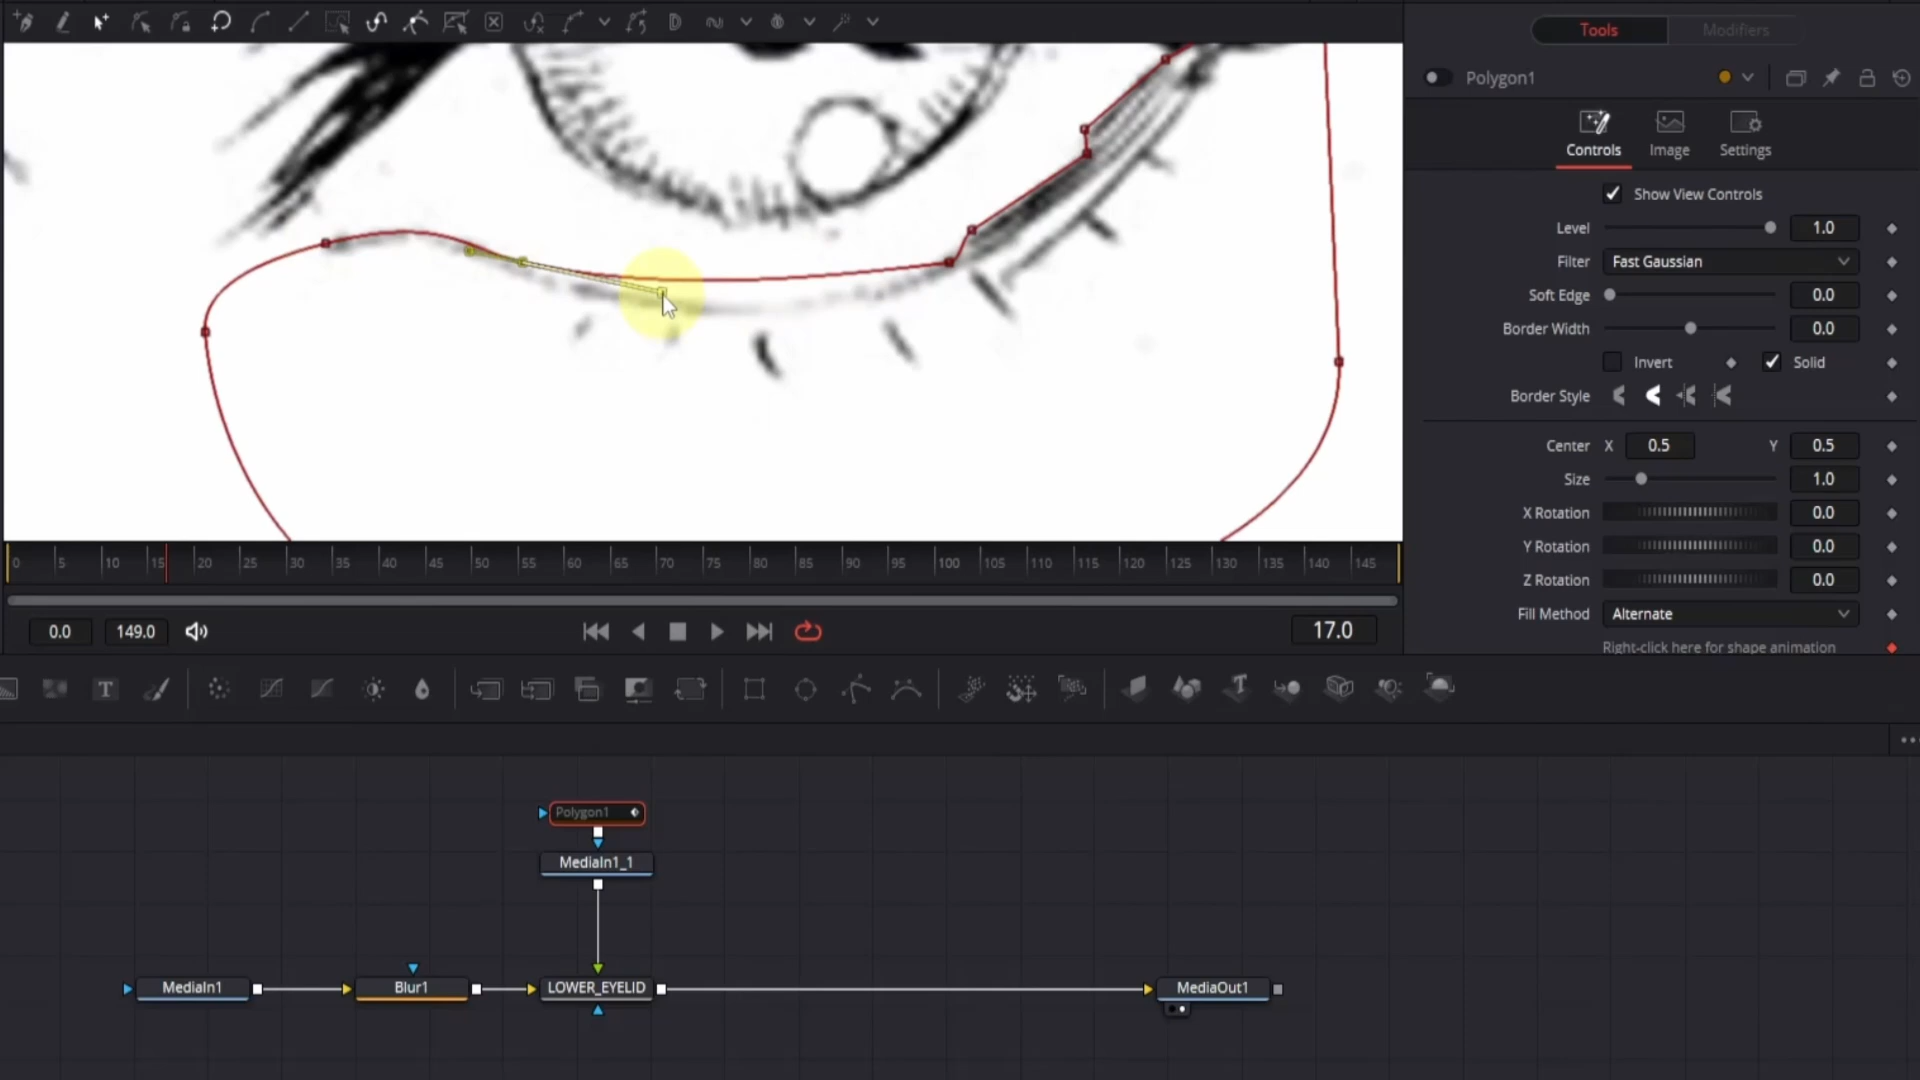 Tools Modifiers
Polygon1
Controls Image Settings
Show View Controls
Level 1.0
Filter Fast Gaussian
Soft Edge 0.0
Border Width 0.0
Invert Solid
Border Style
Center X 0.5 Y 0.5
Size 1.0
X Rotation 0.0
Y Rotation 0.0
Z Rotation 0.0
Fill Method Alternate
Right-click here for shape animation
0 5 10 15 20 25 30 35 40 45 50 55 60 65 70 75 80 85 90 95 100 105 110 115 120 125 130 135 140 145
0.0 149.0 17.0
T
Polygon1
MediaIn1_1
MediaIn1 Blur1 LOWER_EYELID MediaOut1